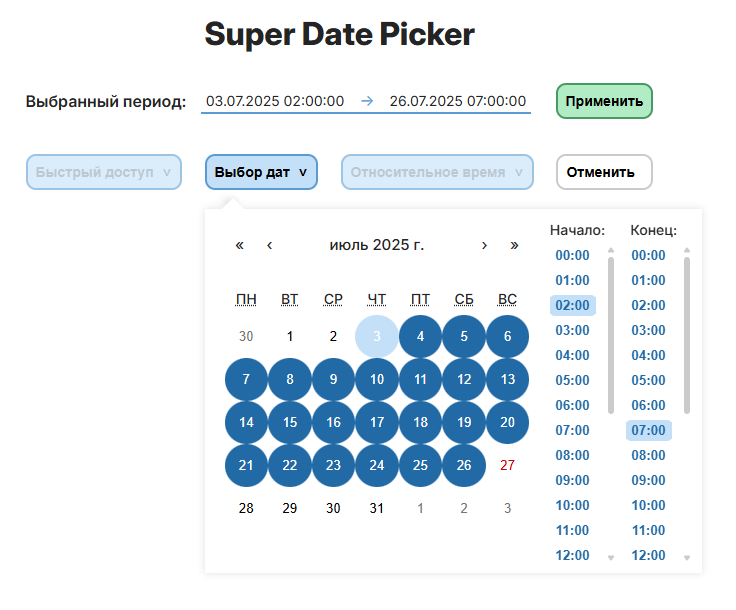 Super Date Picker
Выбранный период: 03.07.2025 02:00:00 → 26.07.2025 07:00:00 Применить
Быстрый доступ v Выбор дат v Относительное время v Отменить
« ‹ июль 2025 г. › »
ПН ВТ СР ЧТ ПТ СБ ВС
30 1 2 3 4 5 6
7 8 9 10 11 12 13
14 15 16 17 18 19 20
21 22 23 24 25 26 27
28 29 30 31 1 2 3
Начало: Конец:
00:00 00:00
01:00 01:00
02:00 02:00
03:00 03:00
04:00 04:00
05:00 05:00
06:00 06:00
07:00 07:00
08:00 08:00
09:00 09:00
10:00 10:00
11:00 11:00
12:00 12:00